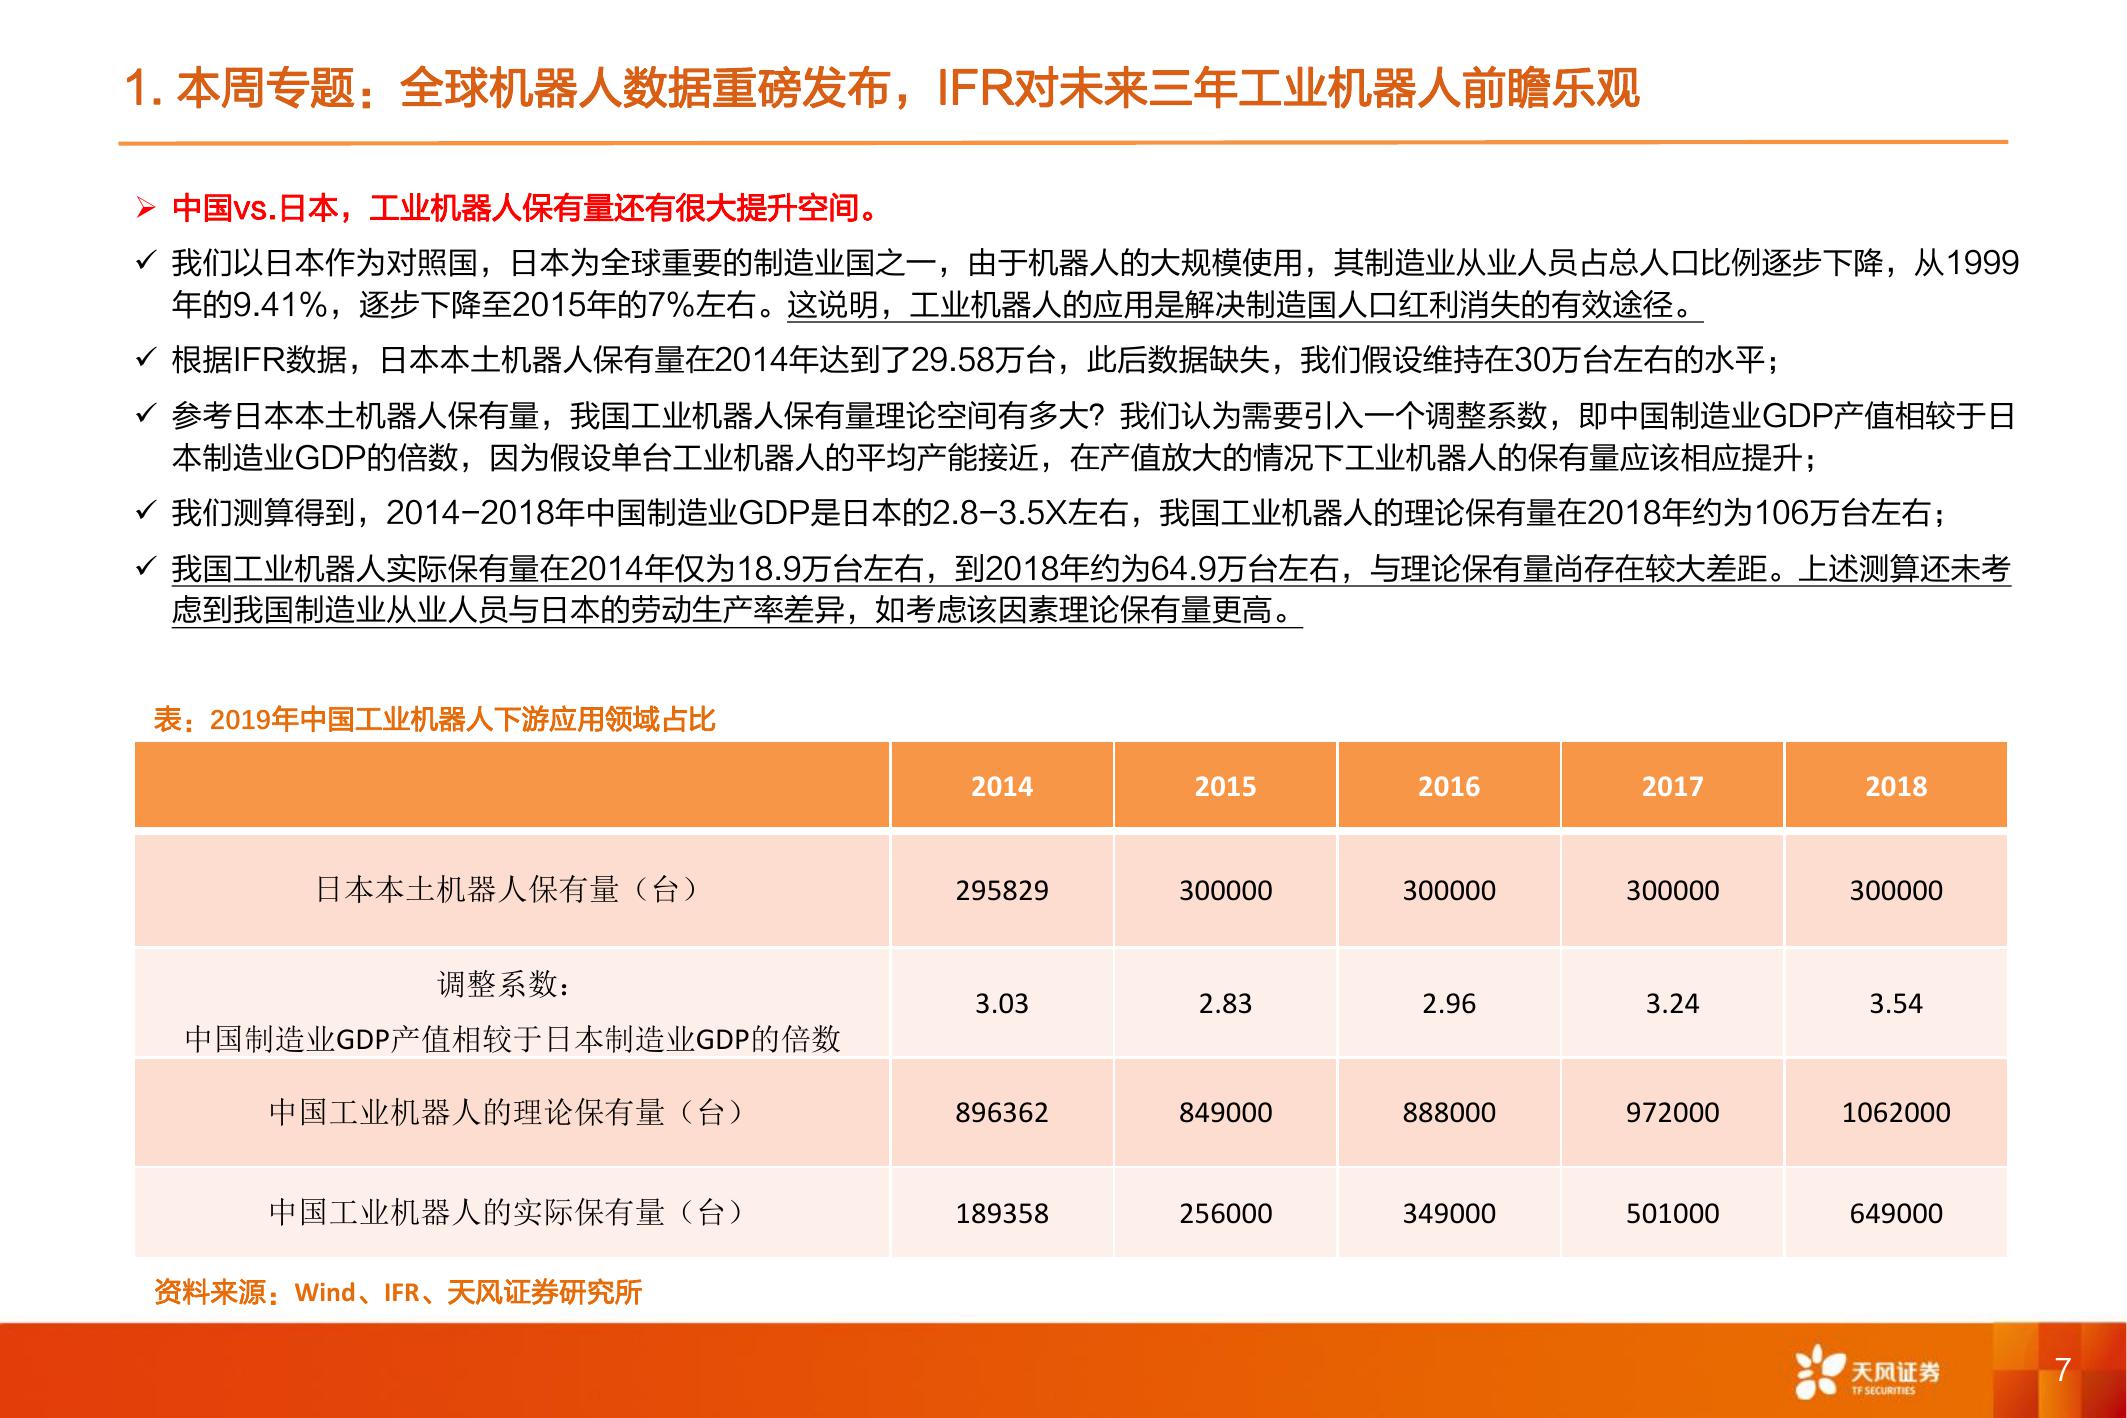 1. 本周专题：全球机器人数据重磅发布，IFR对未来三年工业机器人前瞻乐观
➢ 中国vs.日本，工业机器人保有量还有很大提升空间。
✓ 我们以日本作为对照国，日本为全球重要的制造业国之一，由于机器人的大规模使用，其制造业从业人员占总人口比例逐步下降，从1999
年的9.41%，逐步下降至2015年的7%左右。这说明，工业机器人的应用是解决制造国人口红利消失的有效途径。
✓ 根据IFR数据，日本本土机器人保有量在2014年达到了29.58万台，此后数据缺失，我们假设维持在30万台左右的水平；
✓ 参考日本本土机器人保有量，我国工业机器人保有量理论空间有多大？我们认为需要引入一个调整系数，即中国制造业GDP产值相较于日
本制造业GDP的倍数，因为假设单台工业机器人的平均产能接近，在产值放大的情况下工业机器人的保有量应该相应提升；
✓ 我们测算得到，2014-2018年中国制造业GDP是日本的2.8-3.5X左右，我国工业机器人的理论保有量在2018年约为106万台左右；
✓ 我国工业机器人实际保有量在2014年仅为18.9万台左右，到2018年约为64.9万台左右，与理论保有量尚存在较大差距。上述测算还未考
虑到我国制造业从业人员与日本的劳动生产率差异，如考虑该因素理论保有量更高。
表：2019年中国工业机器人下游应用领域占比
2014 2015 2016 2017 2018
日本本土机器人保有量（台） 295829 300000 300000 300000 300000
调整系数：
中国制造业GDP产值相较于日本制造业GDP的倍数 3.03 2.83 2.96 3.24 3.54
中国工业机器人的理论保有量（台） 896362 849000 888000 972000 1062000
中国工业机器人的实际保有量（台） 189358 256000 349000 501000 649000
资料来源：Wind、IFR、天风证券研究所
天风证券
TF SECURITIES
7